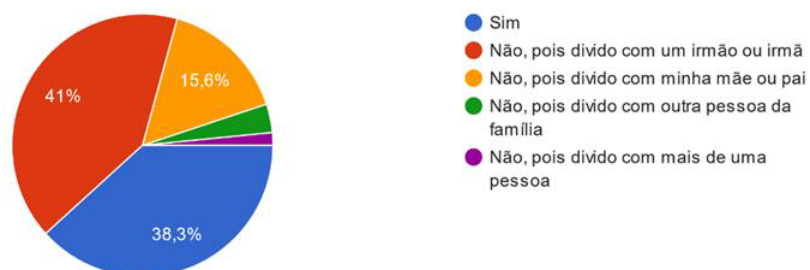 Sim
Não, pois divido com um irmão ou irmã
Não, pois divido com minha mãe ou pai
Não, pois divido com outra pessoa da
família
Não, pois divido com mais de uma
pessoa
15,6%
41%
38,3%